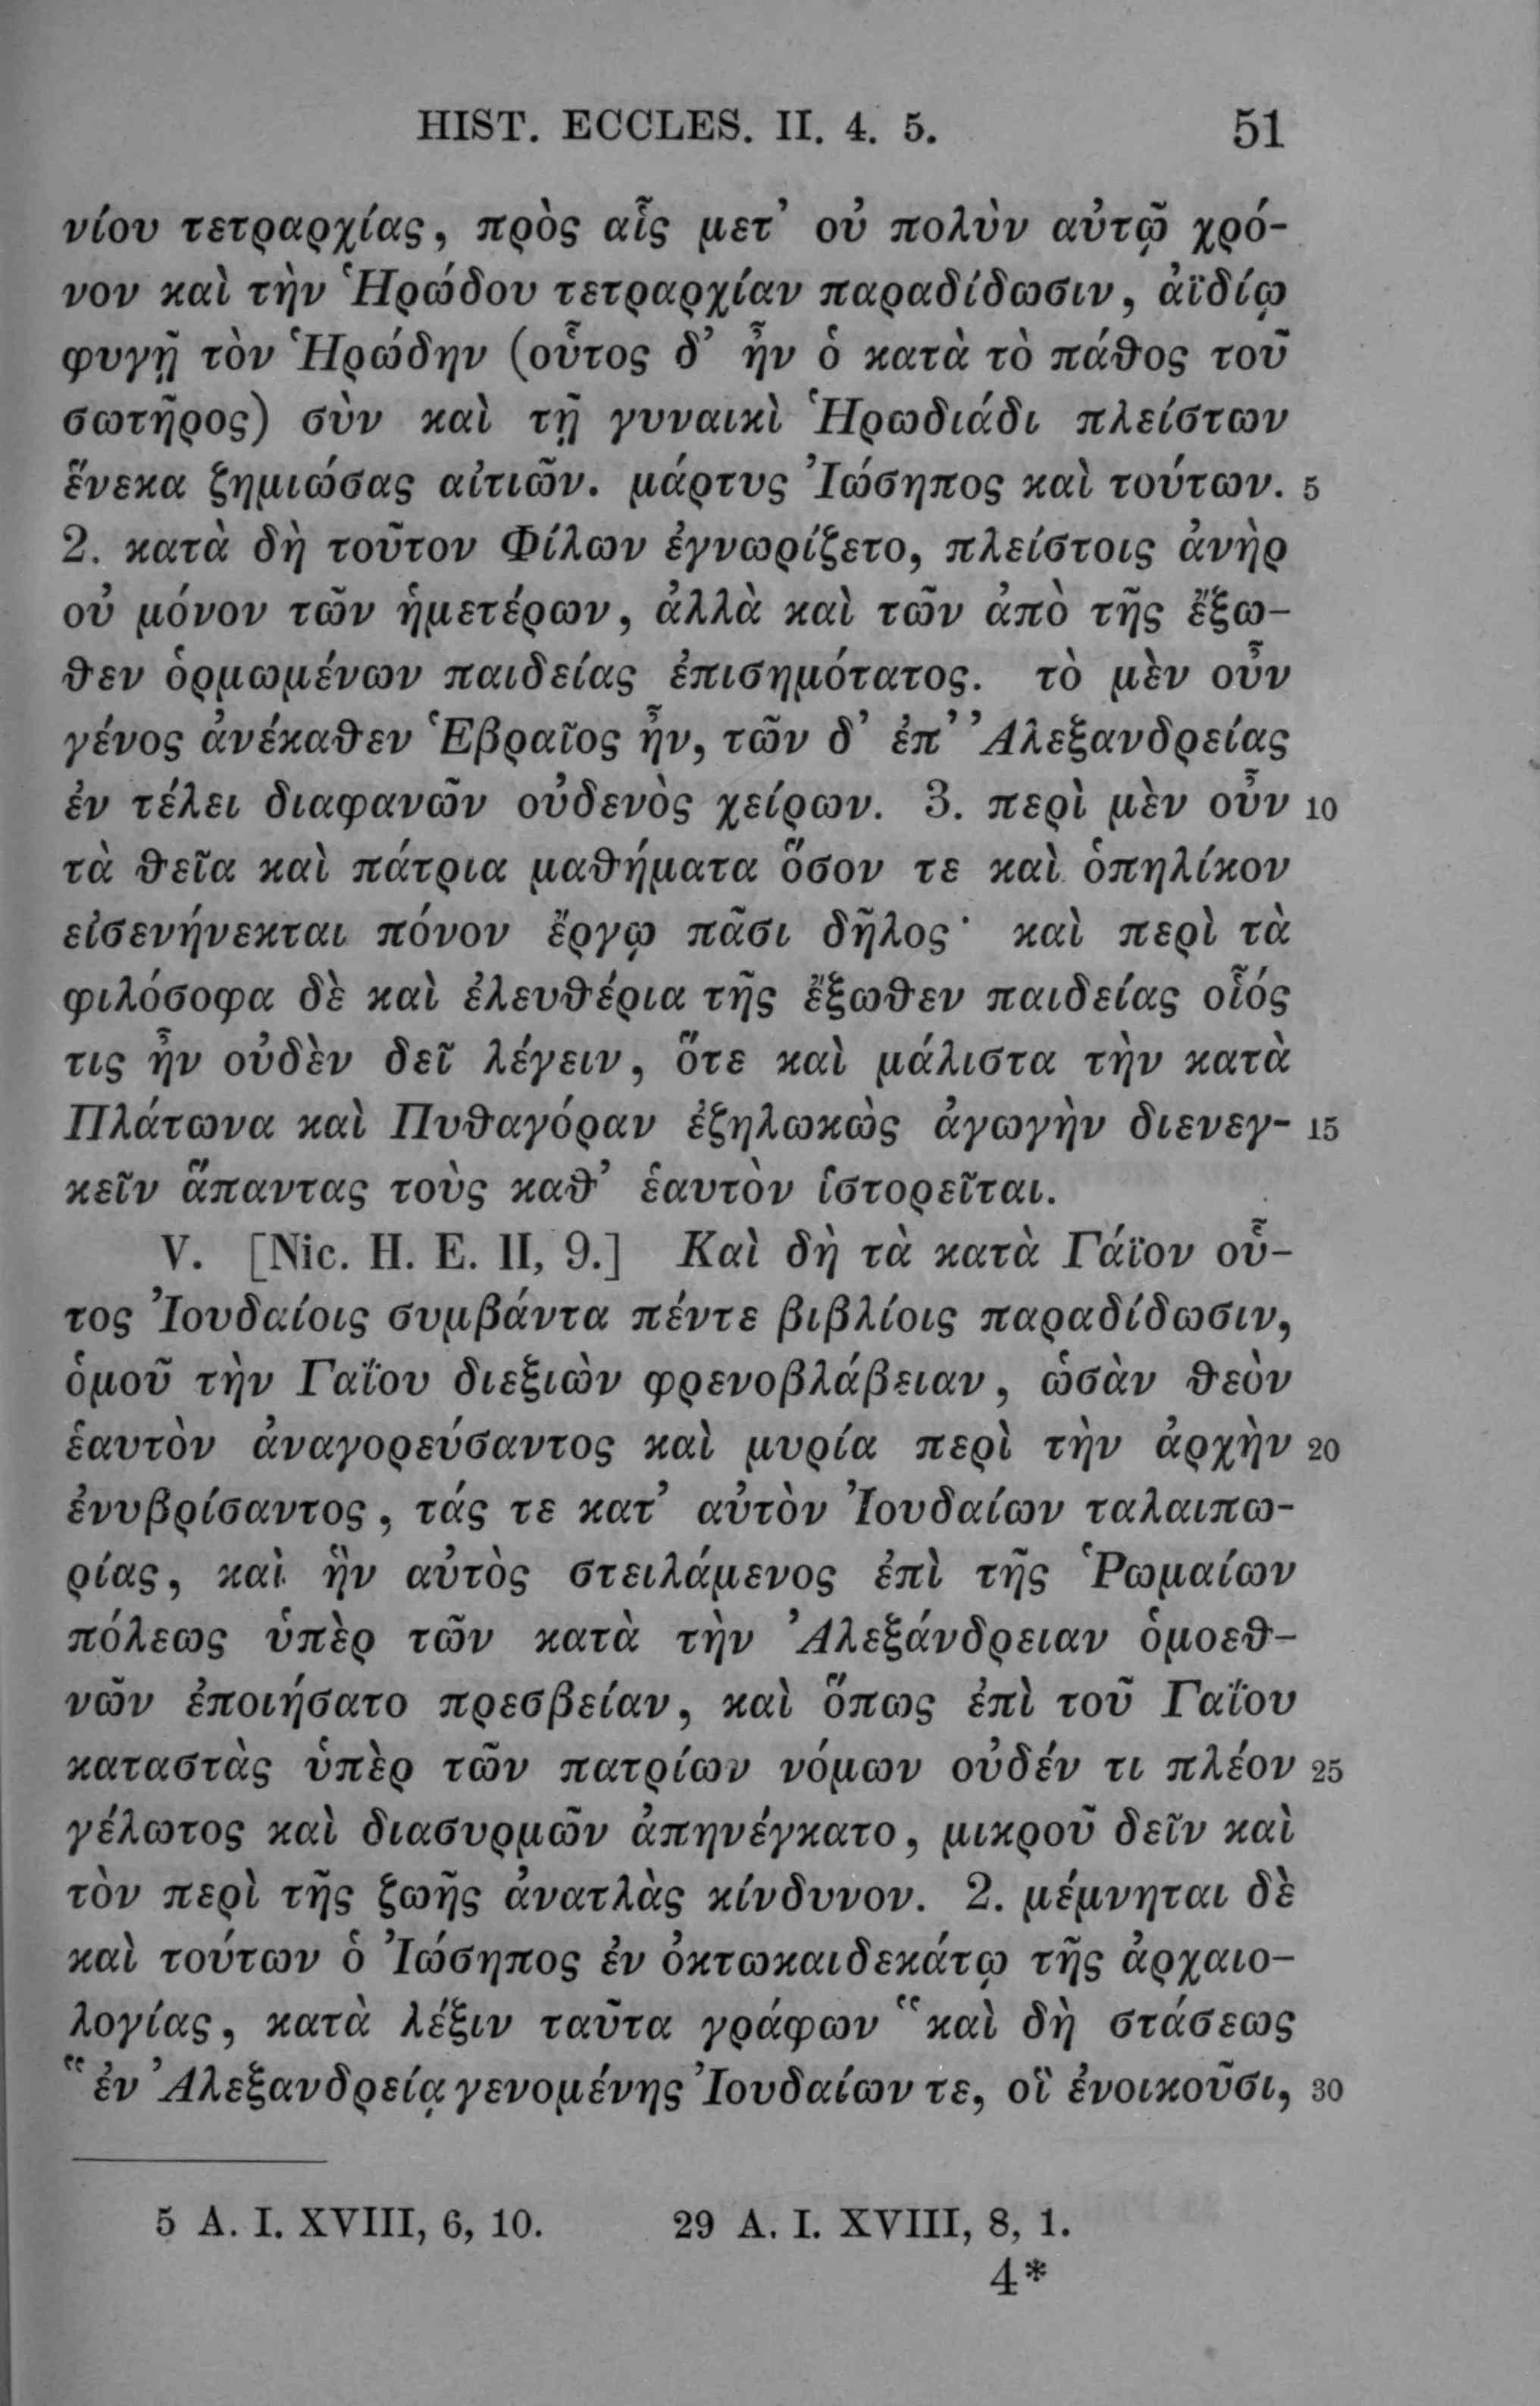 HIST. ECCLES. II. 4. 5. 51
νίου τετραρχίας, πρὸς αἷς μετ’ οὐ πολὺν αὐτῷ χρό-
νον καὶ τὴν Ἡρώδου τετραρχίαν παραδίδωσιν, ἀϊδίῳ
φυγῇ τὸν Ἡρώδην (οὗτος δ’ ἦν ὁ κατὰ τὸ πάθος τοῦ
σωτῆρος) σὺν καὶ τῇ γυναικὶ Ἡρωδιάδι πλείστων
ἕνεκα ζημιώσας αἰτιῶν. μάρτυς Ἰώσηπος καὶ τούτων. 5
2. κατὰ δὴ τοῦτον Φίλων ἐγνωρίζετο, πλείστοις ἀνὴρ
οὐ μόνον τῶν ἡμετέρων, ἀλλὰ καὶ τῶν ἀπὸ τῆς ἔξω-
θεν ὁρμωμένων παιδείας ἐπισημότατος. τὸ μὲν οὖν
γένος ἀνέκαθεν Ἑβραῖος ἦν, τῶν δ’ ἐπ’ Ἀλεξανδρείας
ἐν τέλει διαφανῶν οὐδενὸς χείρων. 3. περὶ μὲν οὖν 10
τὰ θεῖα καὶ πάτρια μαθήματα ὅσον τε καὶ ὁπηλίκον
εἰσενήνεκται πόνον ἔργῳ πᾶσι δῆλος· καὶ περὶ τὰ
φιλόσοφα δὲ καὶ ἐλευθέρια τῆς ἔξωθεν παιδείας οἷός
τις ἦν οὐδὲν δεῖ λέγειν, ὅτε καὶ μάλιστα τὴν κατὰ
Πλάτωνα καὶ Πυθαγόραν ἐζηλωκὼς ἀγωγὴν διενεγ- 15
κεῖν ἅπαντας τοὺς καθ’ ἑαυτὸν ἱστορεῖται.
V. [Nic. H. E. II, 9.] Καὶ δὴ τὰ κατὰ Γάϊον οὗ-
τος Ἰουδαίοις συμβάντα πέντε βιβλίοις παραδίδωσιν,
ὁμοῦ τὴν Γαΐου διεξιὼν φρενοβλάβειαν, ὡσὰν θεὸν
ἑαυτὸν ἀναγορεύσαντος καὶ μυρία περὶ τὴν ἀρχὴν 20
ἐνυβρίσαντος, τάς τε κατ’ αὐτὸν Ἰουδαίων ταλαιπω-
ρίας, καὶ ἣν αὐτὸς στειλάμενος ἐπὶ τῆς Ῥωμαίων
πόλεως ὑπὲρ τῶν κατὰ τὴν Ἀλεξάνδρειαν ὁμοεθ-
νῶν ἐποιήσατο πρεσβείαν, καὶ ὅπως ἐπὶ τοῦ Γαΐου
καταστὰς ὑπὲρ τῶν πατρίων νόμων οὐδέν τι πλέον 25
γέλωτος καὶ διασυρμῶν ἀπηνέγκατο, μικροῦ δεῖν καὶ
τὸν περὶ τῆς ζωῆς ἀνατλὰς κίνδυνον. 2. μέμνηται δὲ
καὶ τούτων ὁ Ἰώσηπος ἐν ὀκτωκαιδεκάτῳ τῆς ἀρχαιο-
λογίας, κατὰ λέξιν ταῦτα γράφων “καὶ δὴ στάσεως
“ἐν Ἀλεξανδρείᾳ γενομένης Ἰουδαίων τε, οἳ ἐνοικοῦσι, 30
5 A. I. XVIII, 6, 10. 29 A. I. XVIII, 8, 1.
4*